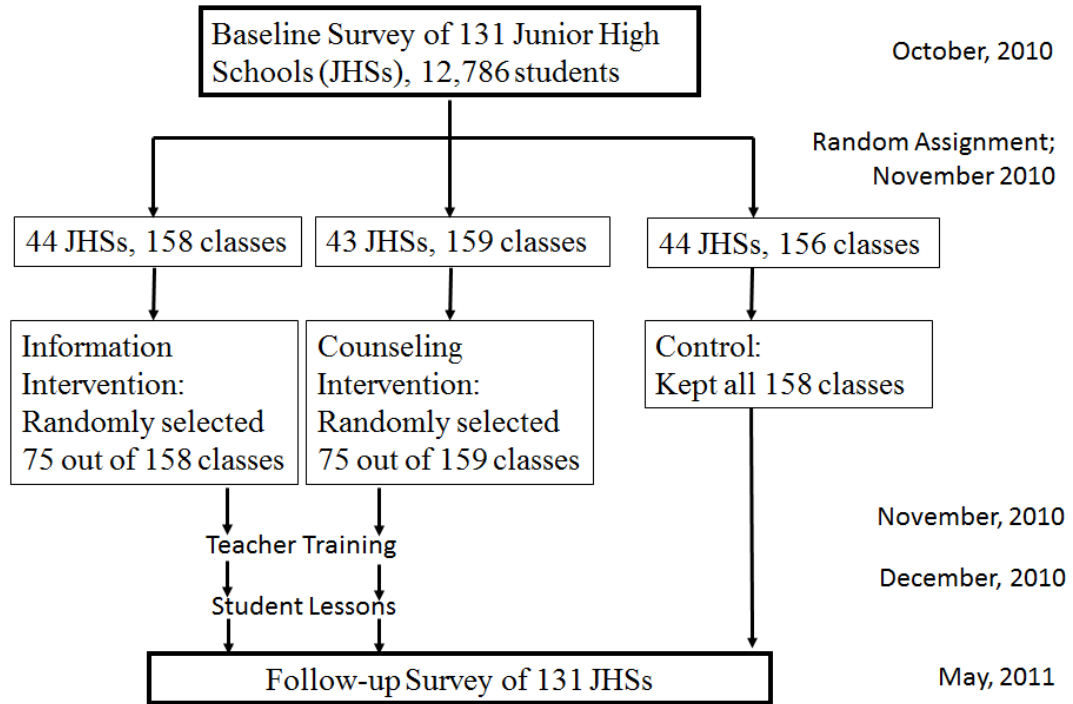 Baseline Survey of 131 Junior High
Schools (JHSs), 12,786 students
October, 2010
Random Assignment;
November 2010
44 JHSs, 158 classes
43 JHSs, 159 classes
44 JHSs, 156 classes
Information
Intervention:
Randomly selected
75 out of 158 classes
Counseling
Intervention:
Randomly selected
75 out of 159 classes
Control:
Kept all 158 classes
November, 2010
Teacher Training
December, 2010
Student Lessons
Follow-up Survey of 131 JHSs
May, 2011